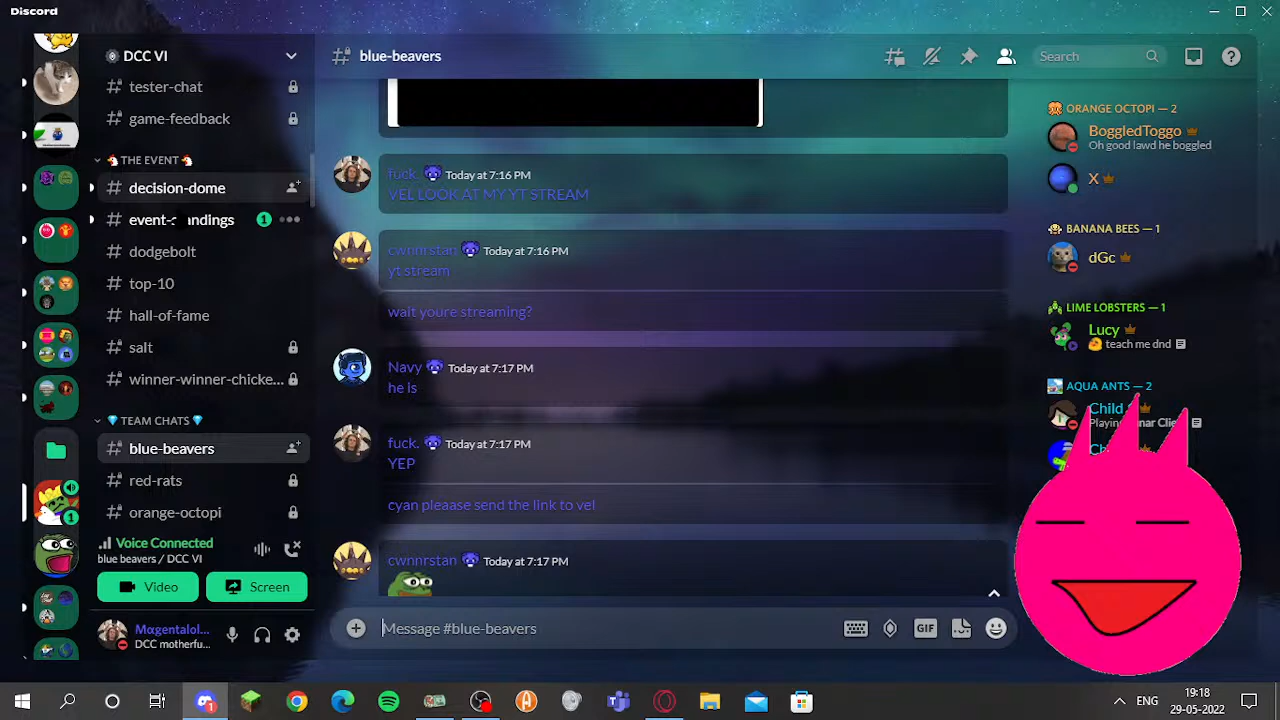 Discord
DCC VI
tester-chat
game-feedback
THE EVENT
decision-dome
1
dodgebolt
top-10
hall-of_fame
salt
winner-winner-chicke...
TEAM CHATS
blue-beavers
red-rats
orange-octopi
Voice Connected
blue beavers / DCC VI
Video
Screen
Mαgentalol...
DCC motherfu...
1
# blue-beavers
Search
fuck. Today at 7:16 PM
VEL LOOK AT MY YT STREAM
cwnnrstan Today at 7:16 PM
yt stream
wait youre streaming?
Navy Today at 7:17 PM
he is
fuck. Today at 7:17 PM
YEP
cyan pleaase send the link to vel
cwnnrstan Today at 7:17 PM
Message #blue-beavers
GIF
ORANGE OCTOPI — 2
BoggledToggo
Oh good lawd he boggled
X
BANANA BEES — 1
dGc
LIME LOBSTERS — 1
Lucy
teach me dnd
AQUA ANTS — 2
Child
1
ENG
19:18
29-05-2022